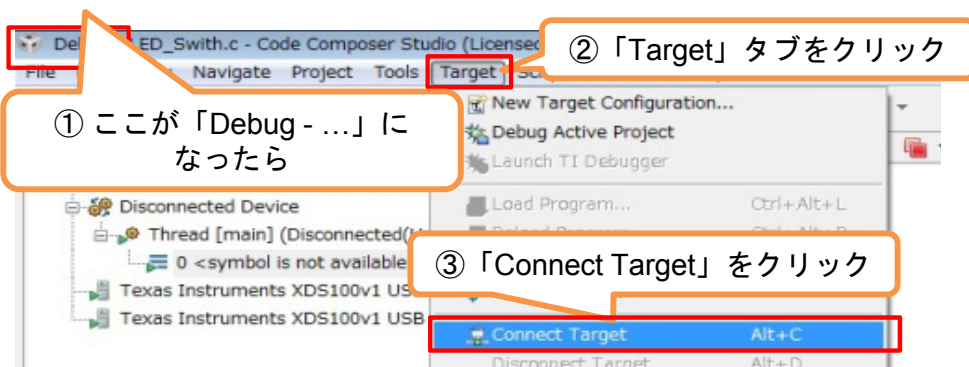 ED_Swith.c - Code Composer Studio (Licensed
②「Target」タブをクリック
File Navigate Project Tools Target
① ここが「Debug - …」に
なったら
New Target Configuration...
Debug Active Project
Launch TI Debugger
Load Program... Ctrl+Alt+L
Disconnected Device
Thread [main] (Disconnected
0 <symbol is not available
③「Connect Target」をクリック
Texas Instruments XDS100v1 US
Texas Instruments XDS100v1 USB
Connect Target Alt+C
Disconnect Target Alt+D